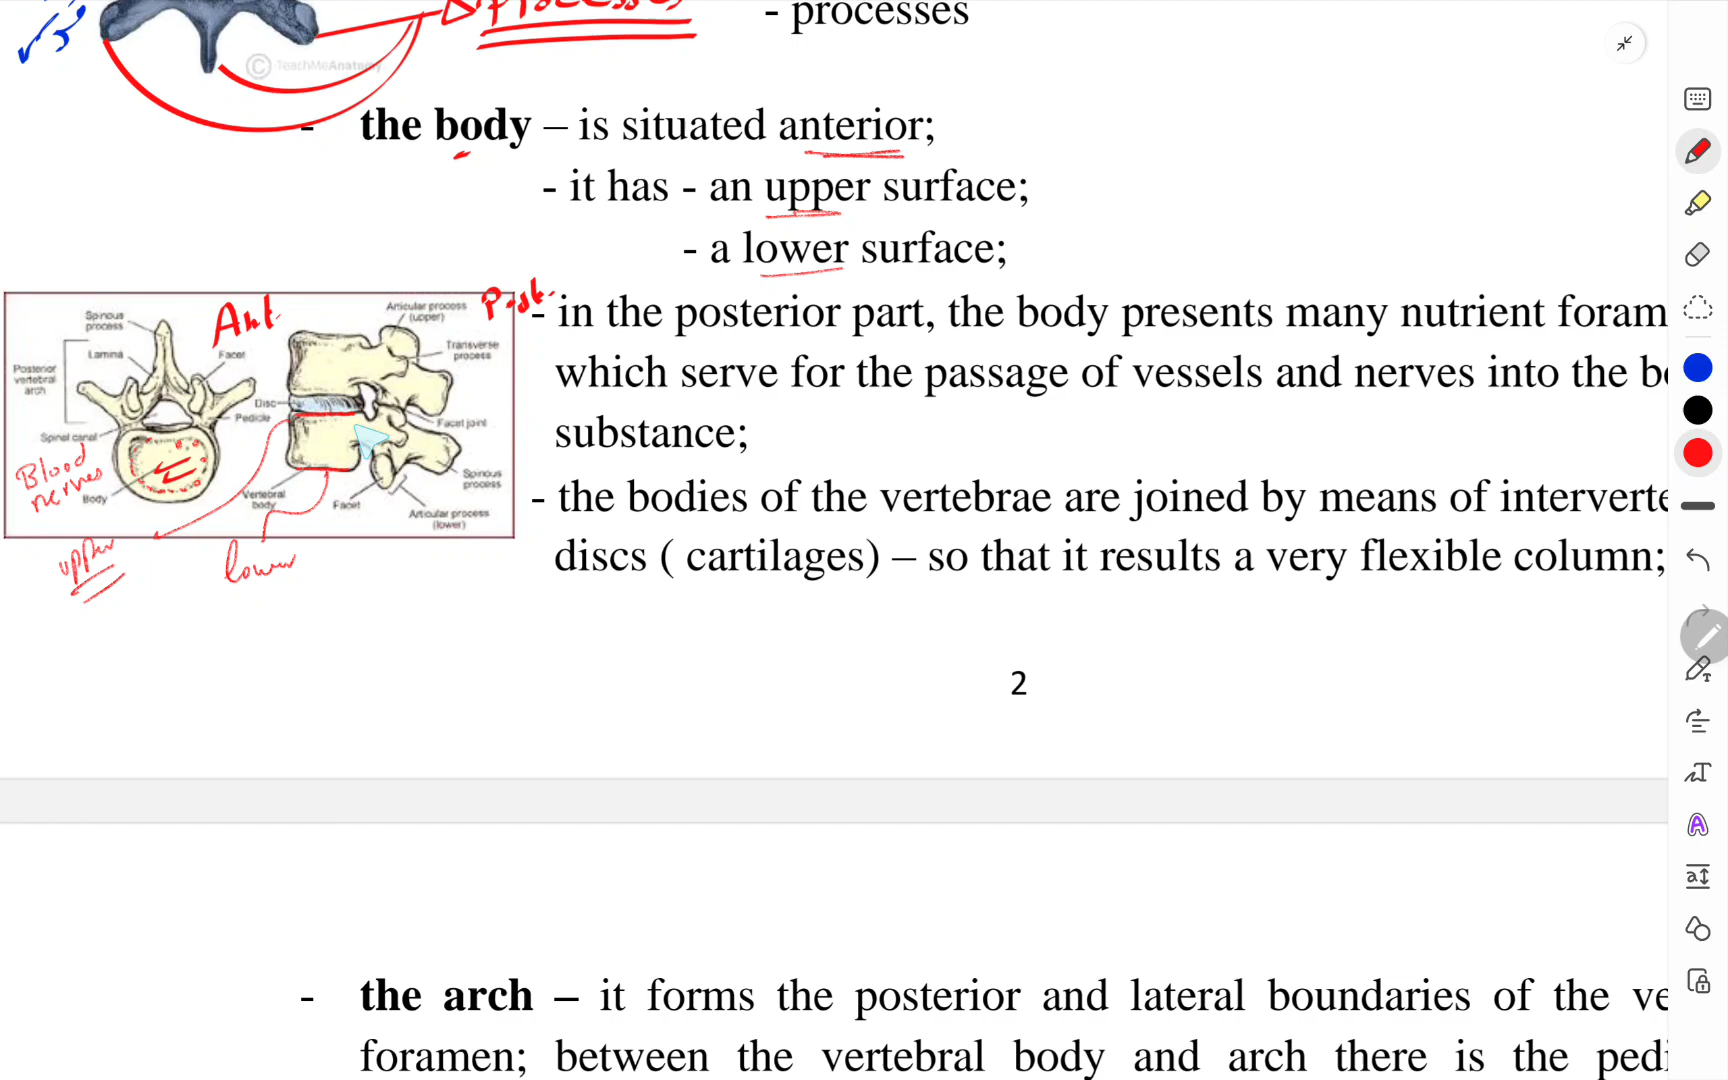 processes
- processes
© TeachMeAnatomy
- the body – is situated anterior;
- it has - an upper surface;
- a lower surface;
Ant.
Post.
- in the posterior part, the body presents many nutrient foram
which serve for the passage of vessels and nerves into the b
substance;
- the bodies of the vertebrae are joined by means of interverte
discs ( cartilages) – so that it results a very flexible column;
Spinous
process
Lamina
Facet
Posterior
vertebral
arch
Pedicle
Spinal canal
Body
Blood
nerves
Articular process
(upper)
Transverse
process
Disc
Facet joint
Spinous
process
Vertebral
body
Facet
Articular process
(lower)
upper
lower
2
- the arch – it forms the posterior and lateral boundaries of the ve
foramen; between the vertebral body and arch there is the pedi